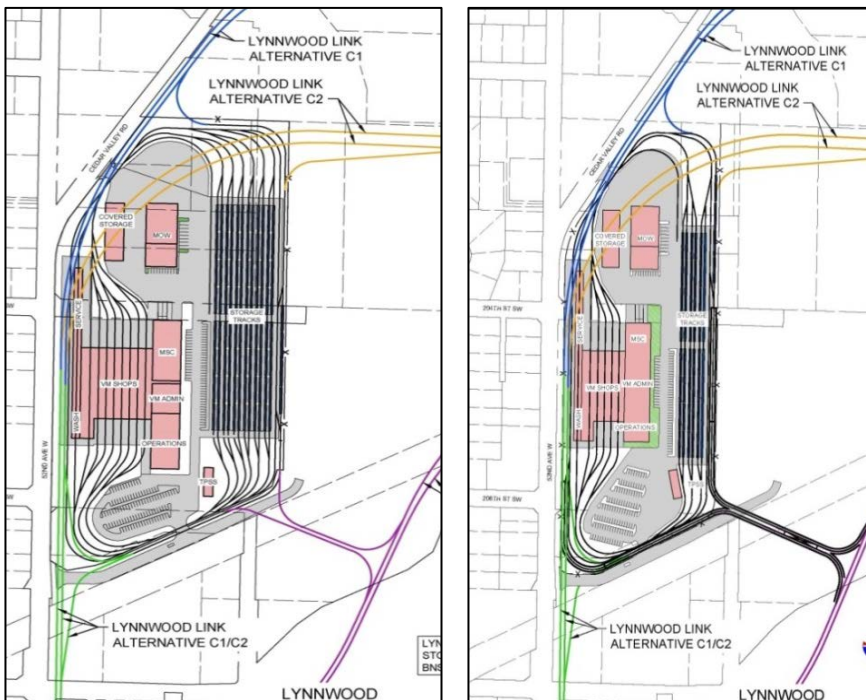 LYNNWOOD LINK
ALTERNATIVE C1
LYNNWOOD LINK
ALTERNATIVE C2
CEDAR VALLEY RD
COVERED
STORAGE
MOW
SERVICE
STORAGE
TRACKS
MSC
VM SHOPS
VM ADMIN
WASH
OPERATIONS
52ND AVE W
TPSS
LYNNWOOD LINK
ALTERNATIVE C1/C2
LYNNWOOD
LYNNWOOD LINK
ALTERNATIVE C1
LYNNWOOD LINK
ALTERNATIVE C2
CEDAR VALLEY RD
COVERED
STORAGE
MOW
SERVICE
STORAGE
TRACKS
MSC
VM SHOPS
VM ADMIN
WASH
OPERATIONS
52ND AVE W
TPSS
LYNNWOOD LINK
ALTERNATIVE C1/C2
LYNNWOOD